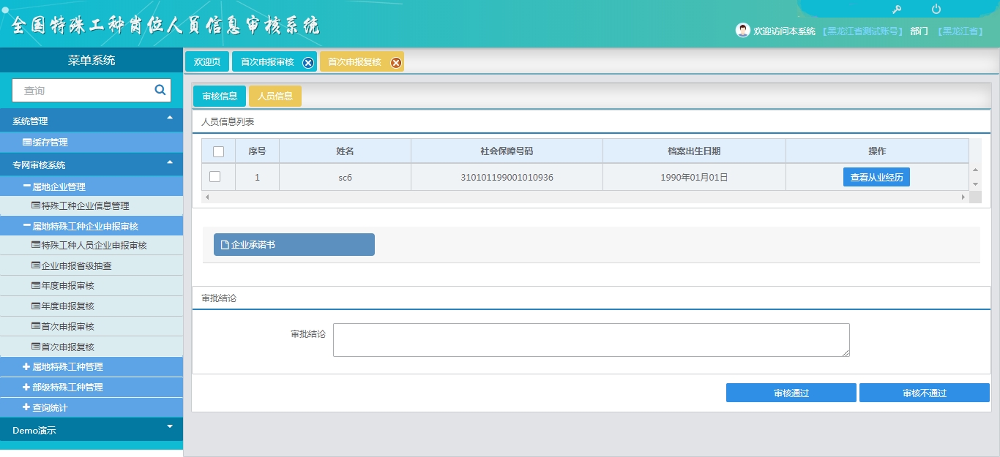 全国特殊工种岗位人员信息审核系统
欢迎访问本系统 【黑龙江省测试账号】 部门 【黑龙江省】
菜单系统
查询
系统管理
缓存管理
专网审核系统
属地企业管理
特殊工种企业信息管理
属地特殊工种企业申报审核
特殊工种人员企业申报审核
企业申报省级抽查
年度申报审核
年度申报复核
首次申报审核
首次申报复核
属地特殊工种管理
部级特殊工种管理
查询统计
Demo演示
欢迎页 首次申报审核 首次申报复核
审核信息 人员信息
人员信息列表
序号 姓名 社会保障号码 档案出生日期 操作
1 sc6 310101199001010936 1990年01月01日 查看从业经历
企业承诺书
审批结论
审批结论
审核通过 审核不通过